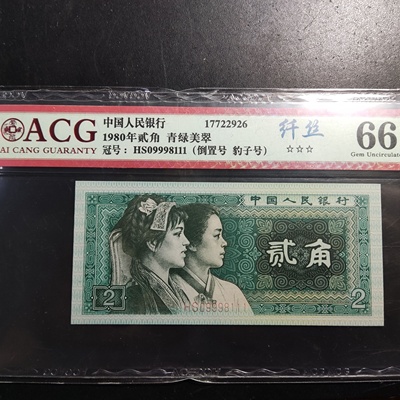 ACG
AI CANG GUARANTY
中国人民银行 17722926
1980年贰角 青绿美翠
冠号：HS09998111（倒置号 豹子号）
纤丝
☆☆☆
66
Gem Uncirculate
中国人民银行
贰角
2
HS09998111
2